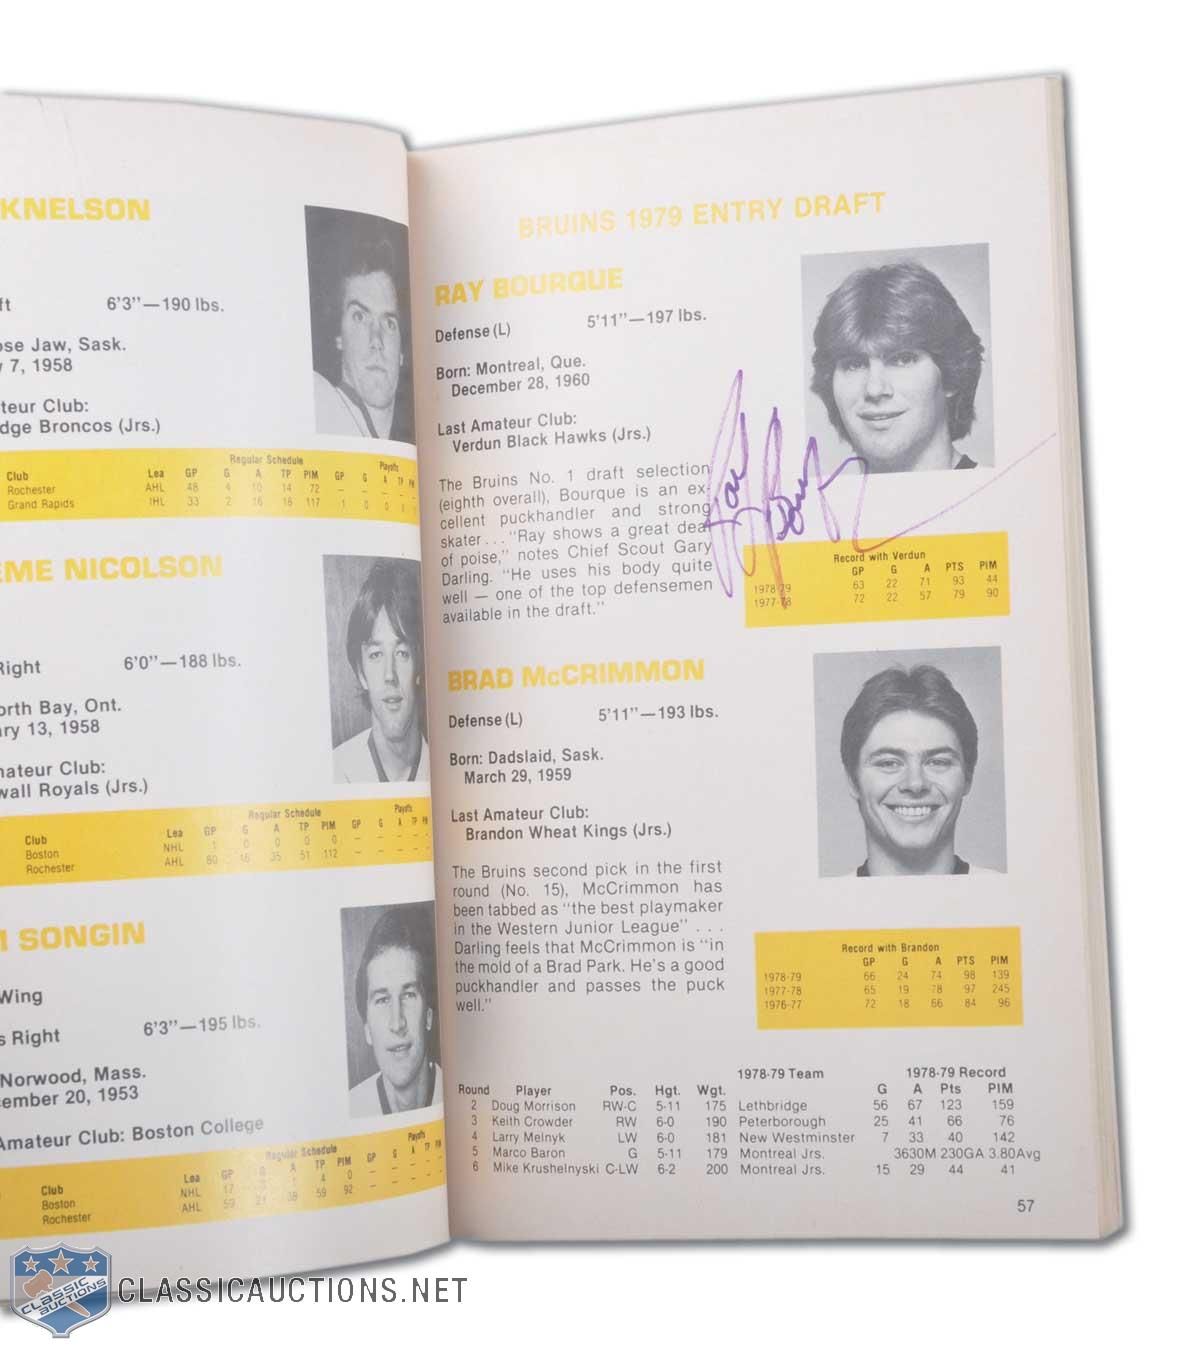 KNELSON
ft 6'3"—190 lbs.
ose Jaw, Sask.
y 7, 1958
teur Club:
dge Broncos (Jrs.)
Regular Schedule Playoffs
Club Lea GP G A TP PIM GP G A TP PIM
Rochester AHL 48 4 10 14 72 — — — — —
Grand Rapids IHL 33 2 16 18 117 1 0 0 0
EME NICOLSON
Right 6'0"—188 lbs.
orth Bay, Ont.
ary 13, 1958
nateur Club:
wall Royals (Jrs.)
Regular Schedule Playoffs
Club Lea GP G A TP PIM GP G A TP PIM
Boston NHL 1 0 0 0 0 — — — — —
Rochester AHL 80 16 35 51 112 — — — — —
M SONGIN
Wing
s Right 6'3"—195 lbs.
Norwood, Mass.
ember 20, 1953
Amateur Club: Boston College
Regular Schedule Playoffs
Club Lea GP G A TP PIM GP G A TP PIM
Boston NHL 17 3 1 4 0 — — — — —
Rochester AHL 59 21 38 59 92 — — — — —
BRUINS 1979 ENTRY DRAFT
RAY BOURQUE
Defense (L) 5'11"—197 lbs.
Born: Montreal, Que.
December 28, 1960
Last Amateur Club:
Verdun Black Hawks (Jrs.)
The Bruins No. 1 draft selection
(eighth overall), Bourque is an ex-
cellent puckhandler and strong
skater . . . "Ray shows a great deal
of poise," notes Chief Scout Gary
Darling. "He uses his body quite
well — one of the top defensemen
available in the draft."
Ray Bourque
Record with Verdun
GP G A PTS PIM
1978-79 63 22 71 93 44
1977-78 72 22 57 79 90
BRAD McCRIMMON
Defense (L) 5'11"—193 lbs.
Born: Dadslaid, Sask.
March 29, 1959
Last Amateur Club:
Brandon Wheat Kings (Jrs.)
The Bruins second pick in the first
round (No. 15), McCrimmon has
been tabbed as "the best playmaker
in the Western Junior League" . . .
Darling feels that McCrimmon is "in
the mold of a Brad Park. He's a good
puckhandler and passes the puck
well."
Record with Brandon
GP G A PTS PIM
1978-79 66 24 74 98 139
1977-78 65 19 78 97 245
1976-77 72 18 66 84 96
1978-79 Team 1978-79 Record
Round Player Pos. Hgt. Wgt. G A Pts PIM
2 Doug Morrison RW-C 5-11 175 Lethbridge 56 67 123 159
3 Keith Crowder RW 6-0 190 Peterborough 25 41 66 76
4 Larry Melnyk LW 6-0 181 New Westminster 7 33 40 142
5 Marco Baron G 5-11 179 Montreal Jrs. 3630M 230GA 3.80Avg
6 Mike Krushelnyski C-LW 6-2 200 Montreal Jrs. 15 29 44 41
57
CLASSIC AUCTIONS
CLASSICAUCTIONS.NET